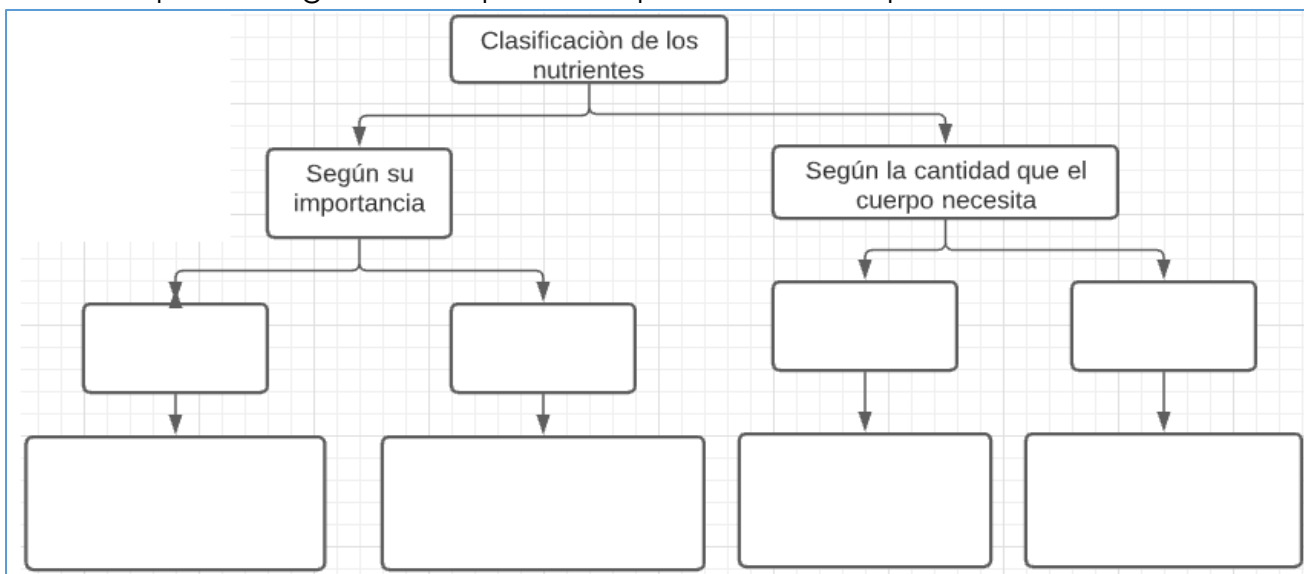 Clasificaciòn de los
nutrientes
Según su
importancia
Según la cantidad que el
cuerpo necesita